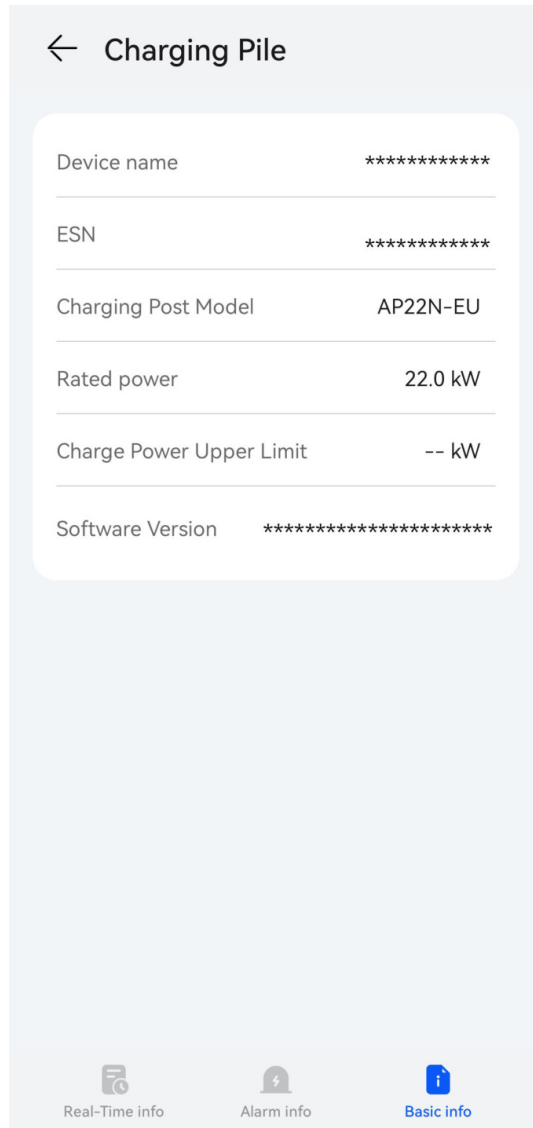 Charging Pile
Device name ************
ESN ************
Charging Post Model AP22N-EU
Rated power 22.0 kW
Charge Power Upper Limit -- kW
Software Version **********************
Real-Time info Alarm info Basic info